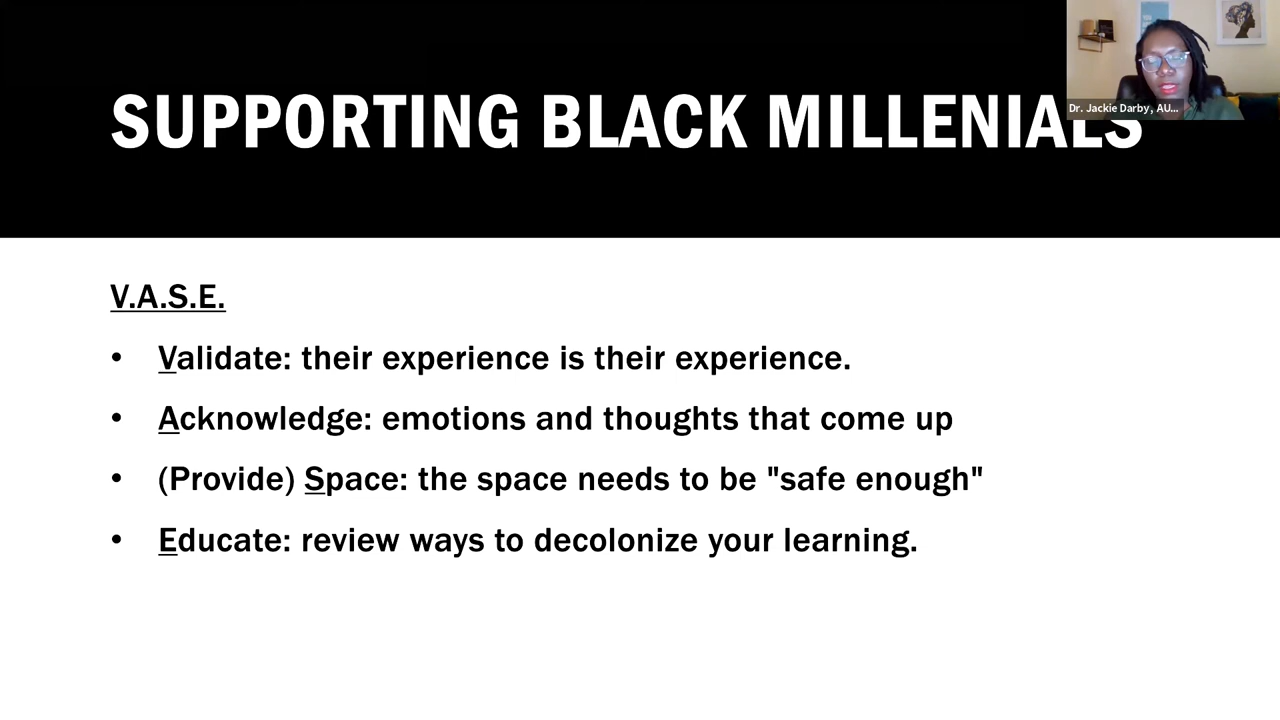 SUPPORTING BLACK MILLENIALS
Dr. Jackie Darby, AU...
V.A.S.E.
• Validate: their experience is their experience.
• Acknowledge: emotions and thoughts that come up
• (Provide) Space: the space needs to be "safe enough"
• Educate: review ways to decolonize your learning.